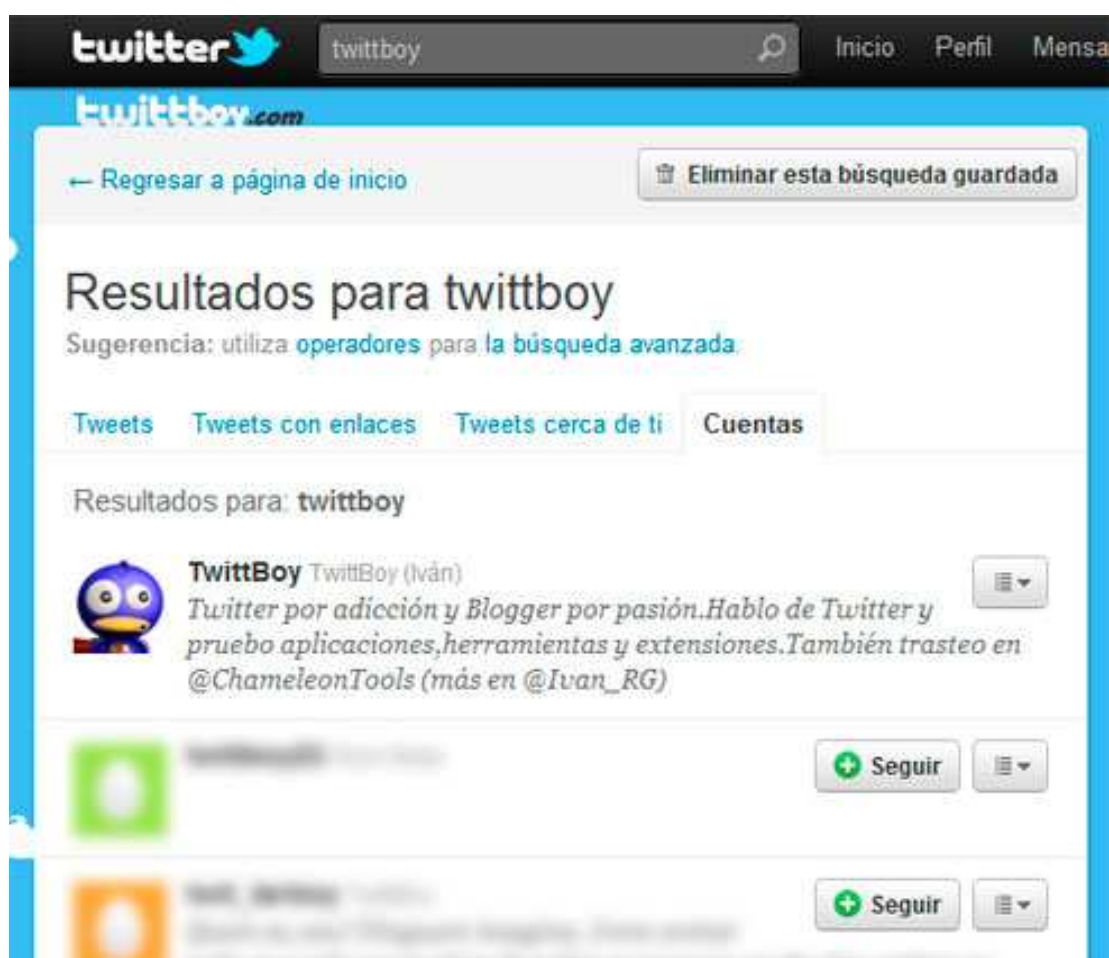 twitter
twittboy
Inicio Perfil Mensa
twittboy.com
← Regresar a página de inicio
Eliminar esta búsqueda guardada
Resultados para twittboy
Sugerencia: utiliza operadores para la búsqueda avanzada.
Tweets Tweets con enlaces Tweets cerca de ti Cuentas
Resultados para: twittboy
TwittBoy TwittBoy (Iván)
Twitter por adicción y Blogger por pasión.Hablo de Twitter y
pruebo aplicaciones,herramientas y extensiones.También trasteo en
@ChameleonTools (más en @Ivan_RG)
Seguir
Seguir